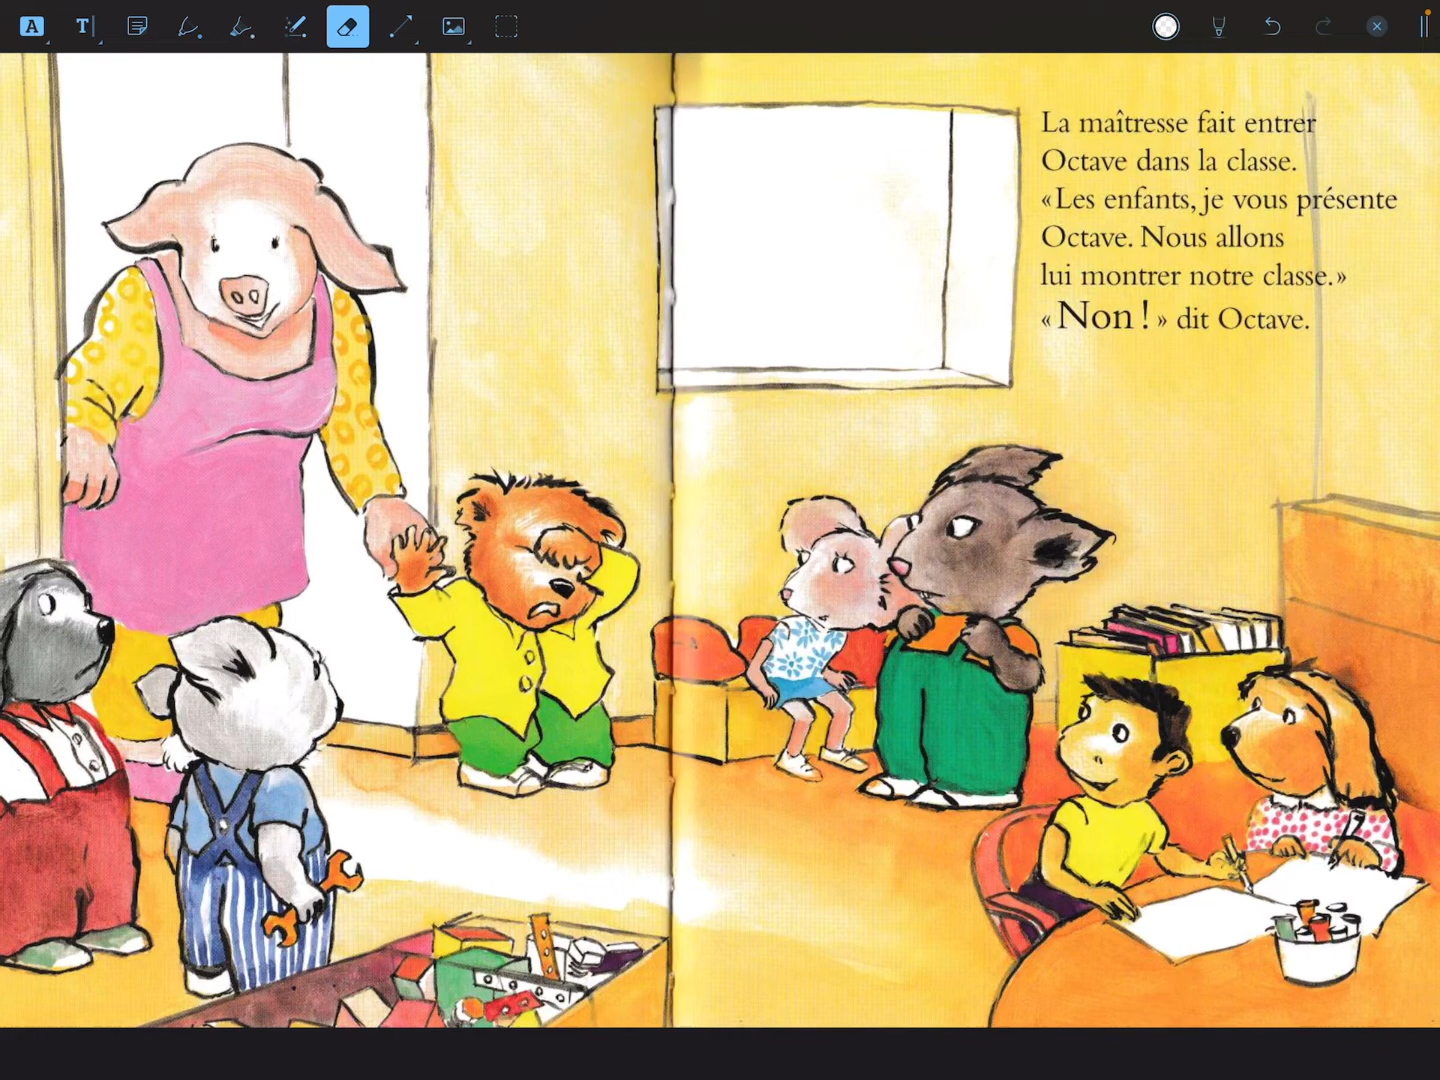 La maîtresse fait entrer
Octave dans la classe.
«Les enfants, je vous présente
Octave. Nous allons
lui montrer notre classe.»
«Non!» dit Octave.